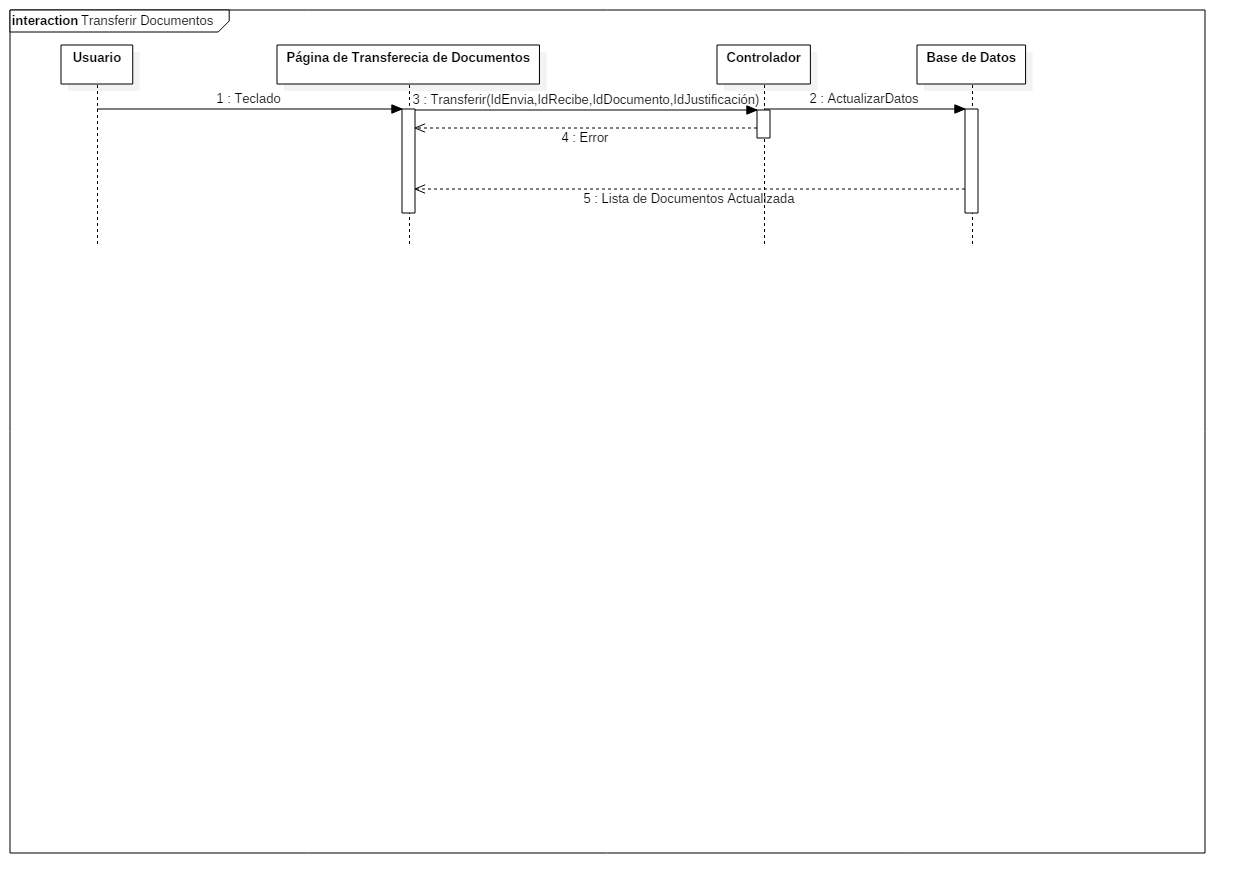 interaction Transferir Documentos
Usuario
Página de Transferecia de Documentos
Controlador
Base de Datos
1 : Teclado
3 : Transferir(IdEnvia,IdRecibe,IdDocumento,IdJustificación)
2 : ActualizarDatos
4 : Error
5 : Lista de Documentos Actualizada